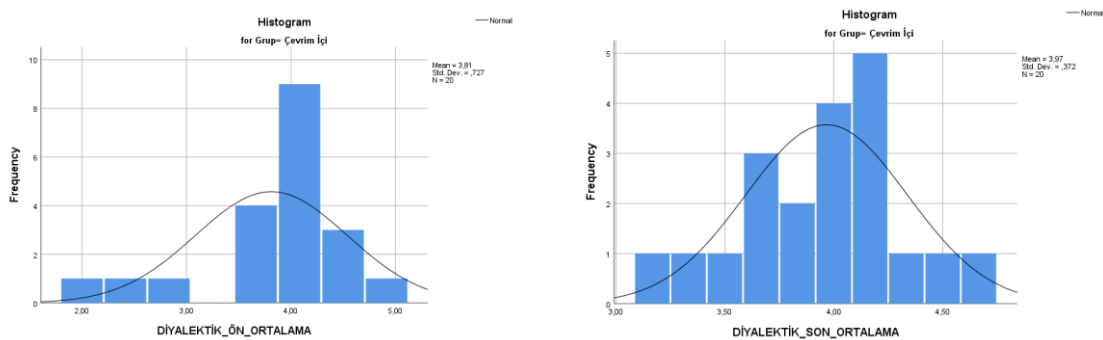 Histogram
for Grup= Çevrim İçi
Normal
Mean = 3,81
Std. Dev. = ,727
N = 20
Frequency
10
8
6
4
2
0
2,00 3,00 4,00 5,00
DİYALEKTİK_ÖN_ORTALAMA
Histogram
for Grup= Çevrim İçi
Norma
Mean = 3,97
Std. Dev. = ,372
N = 20
Frequency
5
4
3
2
1
0
3,00 3,50 4,00 4,50
DİYALEKTİK_SON_ORTALAMA